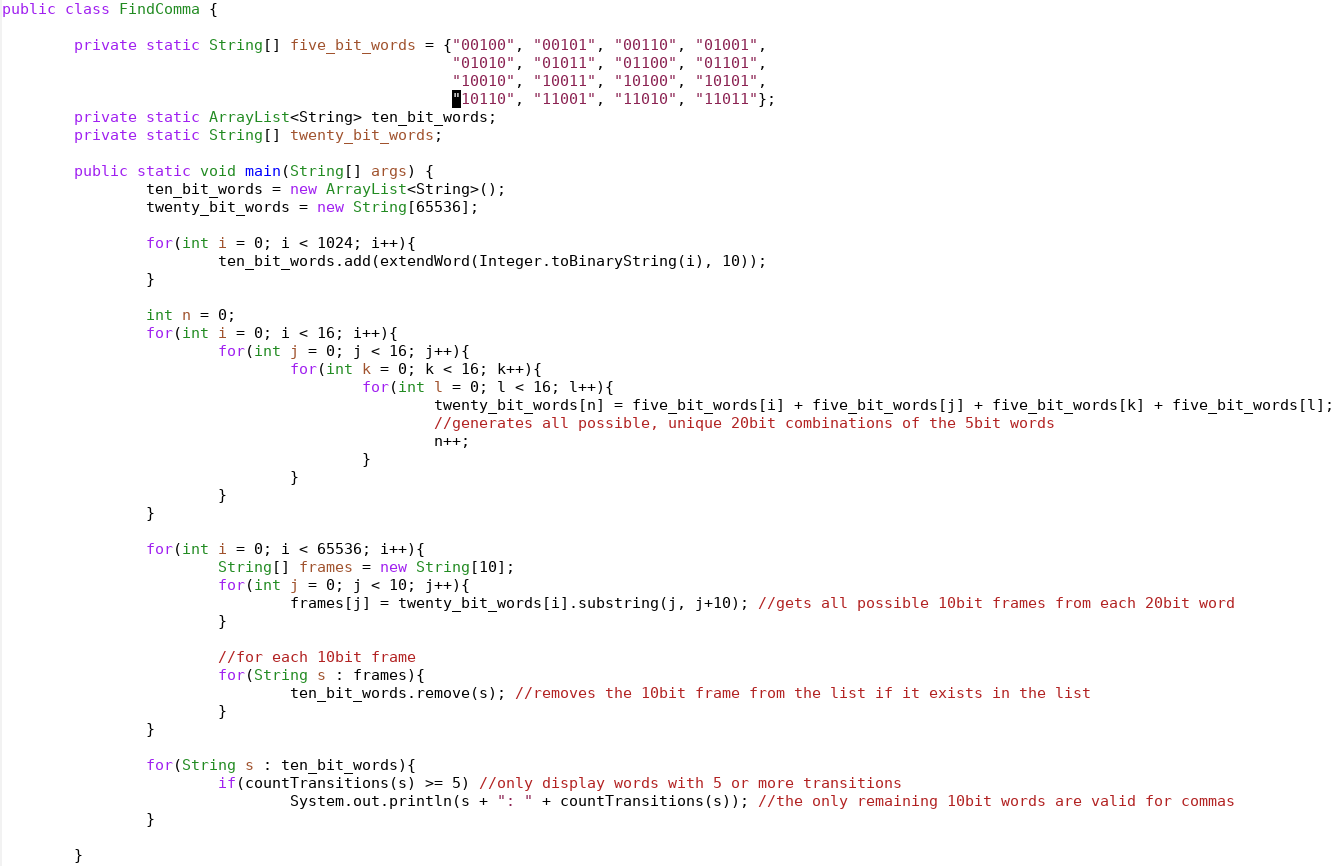 public class FindComma {
private static String[] five_bit_words = {"00100", "00101", "00110", "01001",
"01010", "01011", "01100", "01101",
"10010", "10011", "10100", "10101",
"10110", "11001", "11010", "11011"};
private static ArrayList<String> ten_bit_words;
private static String[] twenty_bit_words;
public static void main(String[] args) {
ten_bit_words = new ArrayList<String>();
twenty_bit_words = new String[65536];
for(int i = 0; i < 1024; i++){
ten_bit_words.add(extendWord(Integer.toBinaryString(i), 10));
}
int n = 0;
for(int i = 0; i < 16; i++){
for(int j = 0; j < 16; j++){
for(int k = 0; k < 16; k++){
for(int l = 0; l < 16; l++){
twenty_bit_words[n] = five_bit_words[i] + five_bit_words[j] + five_bit_words[k] + five_bit_words[l];
//generates all possible, unique 20bit combinations of the 5bit words
n++;
}
}
}
}
for(int i = 0; i < 65536; i++){
String[] frames = new String[10];
for(int j = 0; j < 10; j++){
frames[j] = twenty_bit_words[i].substring(j, j+10); //gets all possible 10bit frames from each 20bit word
}
//for each 10bit frame
for(String s : frames){
ten_bit_words.remove(s); //removes the 10bit frame from the list if it exists in the list
}
}
for(String s : ten_bit_words){
if(countTransitions(s) >= 5) //only display words with 5 or more transitions
System.out.println(s + ": " + countTransitions(s)); //the only remaining 10bit words are valid for commas
}
}